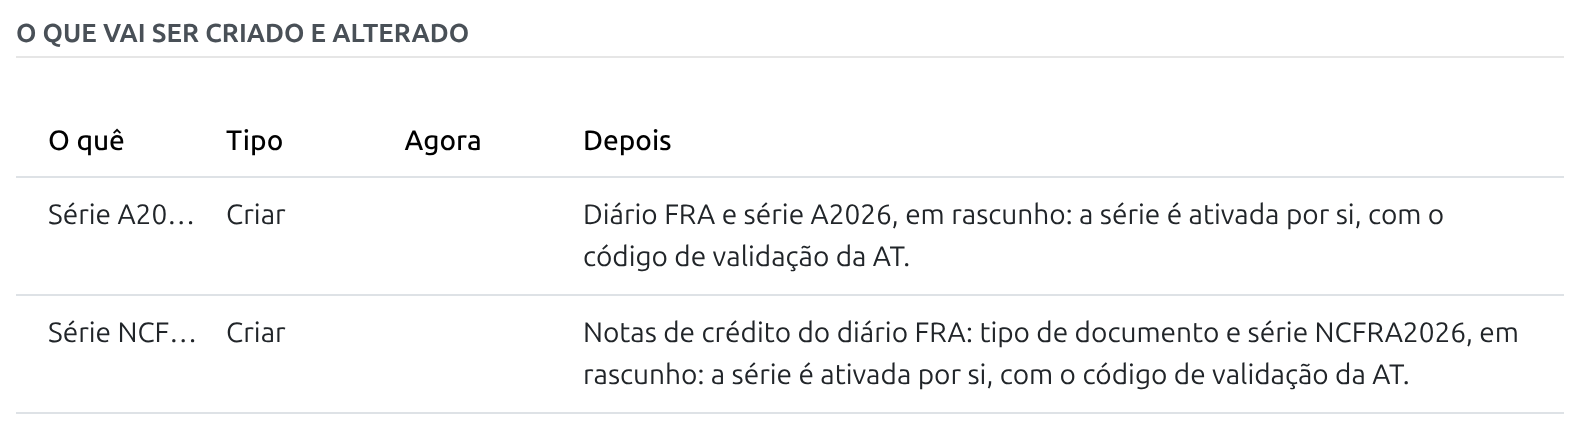 O QUE VAI SER CRIADO E ALTERADO
O quê Tipo Agora Depois
Série A20… Criar Diário FRA e série A2026, em rascunho: a série é ativada por si, com o
código de validação da AT.
Série NCF… Criar Notas de crédito do diário FRA: tipo de documento e série NCFRA2026, em
rascunho: a série é ativada por si, com o código de validação da AT.